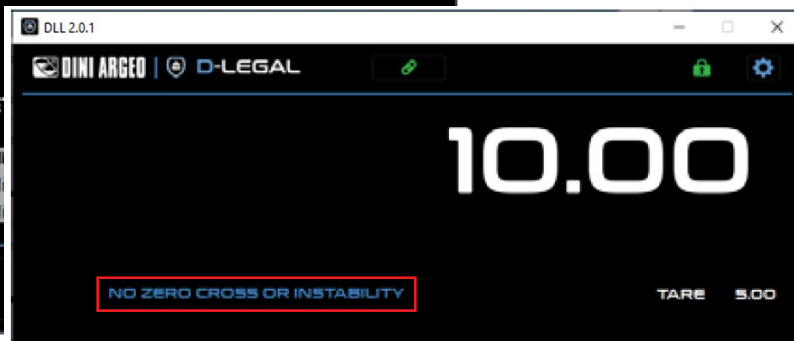 DLL 2.0.1
DINI ARGEO D-LEGAL
10.00
NO ZERO CROSS OR INSTABILITY TARE 5.00